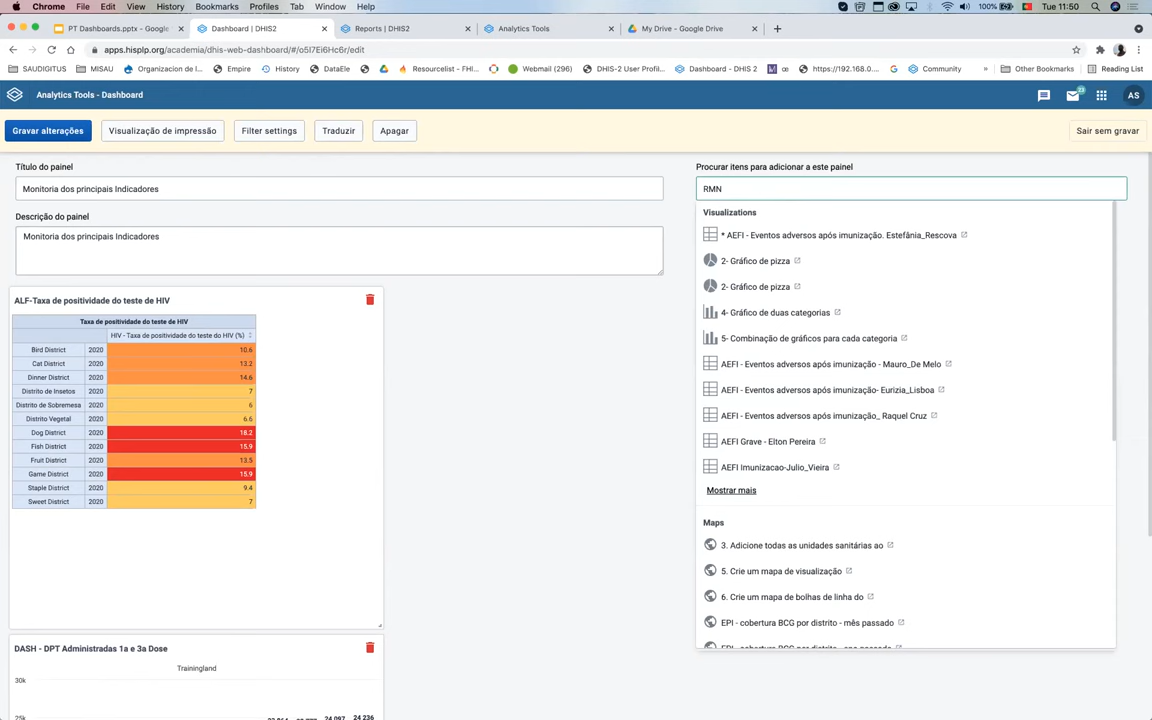 Chrome File Edit View History Bookmarks Profiles Tab Window Help 100% Tue 11:50
PT Dashboards.pptx - Google Dashboard | DHIS2 Reports | DHIS2 Analytics Tools My Drive - Google Drive
apps.hisplp.org/academia/dhis-web-dashboard/#/o5I7Ei6Hc6r/edit
SAUDIGITUS MISAU Organizacion de I... Empire History DataEle Resourcelist - FHI... Webmail (296) DHIS-2 User Profil... Dashboard - DHIS 2 https://192.168.0.... Community » Other Bookmarks Reading List
Analytics Tools - Dashboard 23 AS
Gravar alterações Visualização de impressão Filter settings Traduzir Apagar Sair sem gravar
Título do painel
Monitoria dos principais Indicadores
Descrição do painel
Monitoria dos principais Indicadores
Procurar itens para adicionar a este painel
RMN
Visualizations
* AEFI - Eventos adversos após imunização. Estefânia_Rescova
2- Gráfico de pizza
2- Gráfico de pizza
4- Gráfico de duas categorias
5- Combinação de gráficos para cada categoria
AEFI - Eventos adversos após imunização - Mauro_De Melo
AEFI - Eventos adversos após imunização- Eurizia_Lisboa
AEFI - Eventos adversos após imunização_ Raquel Cruz
AEFI Grave - Elton Pereira
AEFI Imunizacao-Julio_Vieira
Mostrar mais
Maps
3. Adicione todas as unidades sanitárias ao
5. Crie um mapa de visualização
6. Crie um mapa de bolhas de linha do
EPI - cobertura BCG por distrito - mês passado
EPI - cobertura BCG por distrito - ano passado
ALF-Taxa de positividade do teste de HIV
Taxa de positividade do teste de HIV
HIV - Taxa de positividade do teste do HIV (%)
Bird District 2020 10.6
Cat District 2020 13.2
Dinner District 2020 14.6
Distrito de Insetos 2020 7
Distrito de Sobremesa 2020 6
Distrito Vegetal 2020 6.6
Dog District 2020 18.2
Fish District 2020 15.9
Fruit District 2020 13.5
Game District 2020 15.9
Staple District 2020 9.4
Sweet District 2020 7
DASH - DPT Administradas 1a e 3a Dose
Trainingland
30k
24 097 24 236
25k